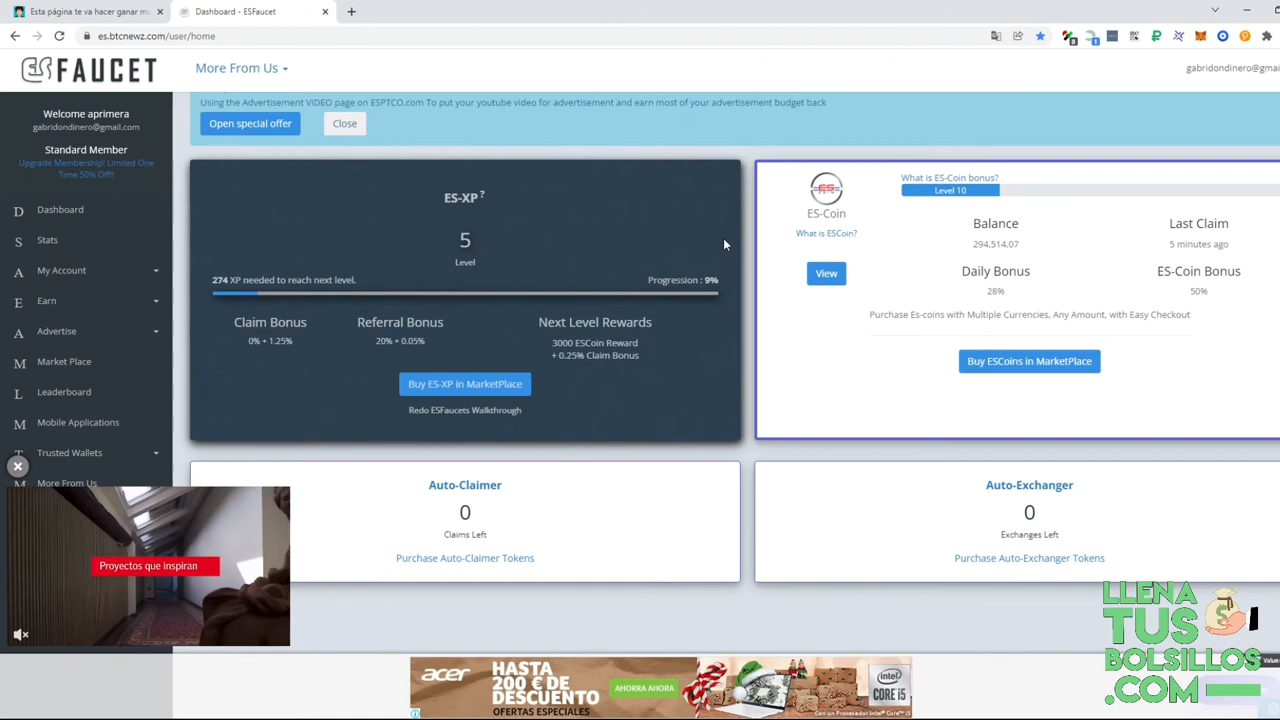 Esta página te va hacer ganar mu
Dashboard - ESFaucet
es.btcnewz.com/user/home
ESFAUCET
More From Us
gabridondinero@gmai
Welcome aprimera
gabridondinero@gmail.com
Standard Member
Upgrade Membership! Limited One
Time 50% Off!!
D Dashboard
S Stats
A My Account
E Earn
A Advertise
M Market Place
L Leaderboard
M Mobile Applications
T Trusted Wallets
M More From Us
Using the Advertisement VIDEO page on ESPTCO.com To put your youtube video for advertisement and earn most of your advertisement budget back
Open special offer
Close
ES-XP ?
5
Level
274 XP needed to reach next level.
Progression : 9%
Claim Bonus
0% + 1.25%
Referral Bonus
20% + 0.05%
Next Level Rewards
3000 ESCoin Reward
+ 0.25% Claim Bonus
Buy ES-XP in MarketPlace
Redo ESFaucets Walkthrough
ES-Coin
What is ESCoin?
View
What is ES-Coin bonus?
Level 10
Balance
294,514.07
Last Claim
5 minutes ago
Daily Bonus
28%
ES-Coin Bonus
50%
Purchase Es-coins with Multiple Currencies, Any Amount, with Easy Checkout
Buy ESCoins in MarketPlace
Auto-Claimer
0
Claims Left
Purchase Auto-Claimer Tokens
Auto-Exchanger
0
Exchanges Left
Purchase Auto-Exchanger Tokens
Proyectos que inspiran
LLENA
TUS
BOLSILLOS
.COM
acer
HASTA
200 € DE
DESCUENTO
OFERTAS ESPECIALES
AHORRA AHORA
intel
CORE i5
Con un Procesador Intel® Core™ i5
Value